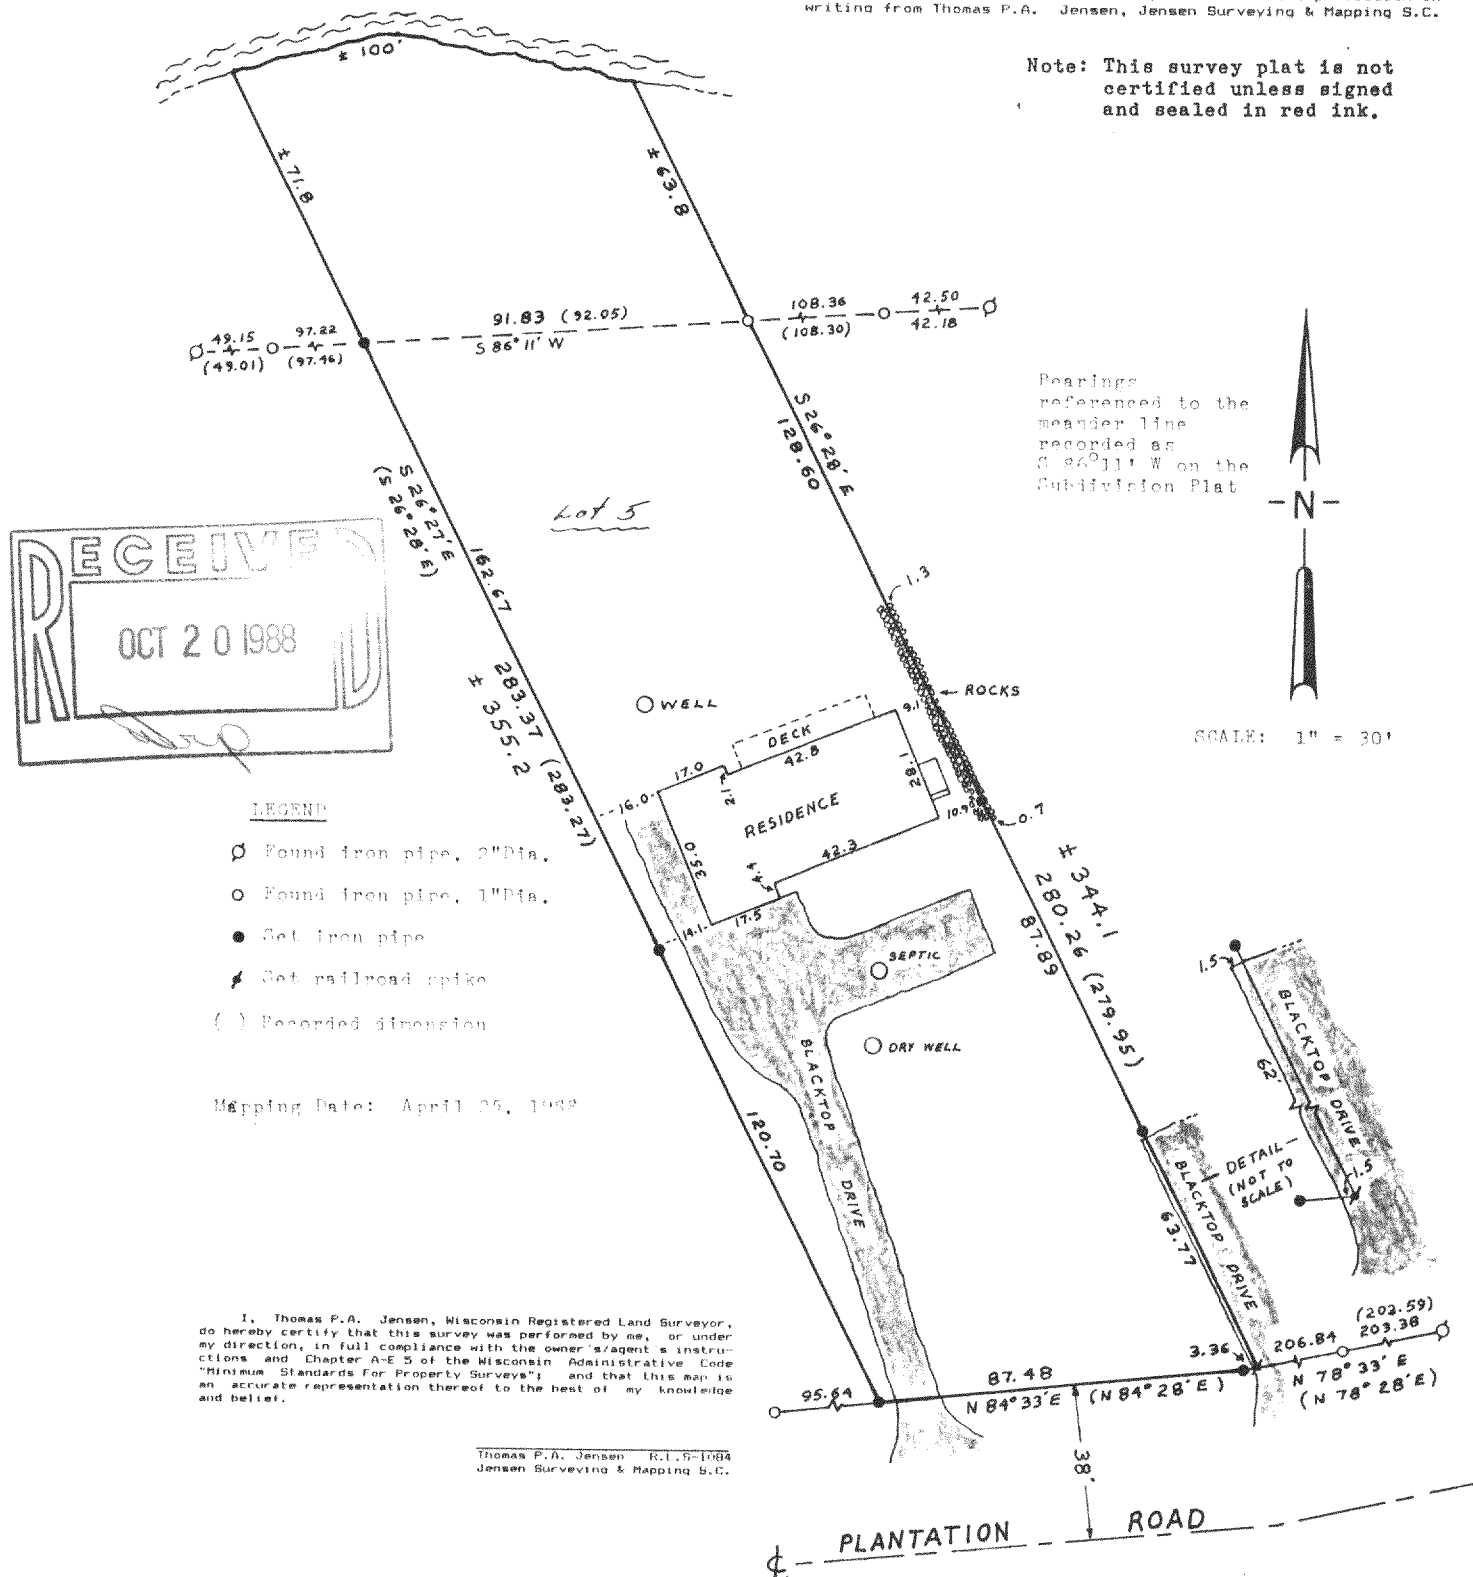 writing from Thomas P.A. Jensen, Jensen Surveying & Mapping S.C.
Note: This survey plat is not
certified unless signed
and sealed in red ink.
± 100'
± 71.8
± 63.8
49.15
(49.01)
97.22
(97.46)
91.83 (92.05)
S 86° 11' W
108.36
(108.30)
42.50
42.18
Bearings
referenced to the
meander line
recorded as
S 86°11' W on the
Subdivision Plat
N
SCALE: 1" = 30'
S 26° 28' E
128.60
S 26° 27' E
(S 26° 28' E)
162.67
283.37 (283.27)
± 355.2
Lot 5
RECEIVED
OCT 20 1988
1.3
ROCKS
WELL
DECK
9.1
17.0
2.1
42.8
28.1
16.0
RESIDENCE
10.9
0.7
35.0
4.4
42.3
14.1
17.5
SEPTIC
DRY WELL
± 344.1
280.26 (279.95)
87.89
LEGEND
Found iron pipe, 2"Dia.
Found iron pipe, 1"Dia.
Set iron pipe
Set railroad spike
( ) Recorded dimension
Mapping Date: April 25,
BLACKTOP DRIVE
120.70
BLACKTOP DRIVE
63.77
1.5
BLACKTOP DRIVE
62'
1.5
DETAIL
(NOT TO
SCALE)
I, Thomas P.A. Jensen, Wisconsin Registered Land Surveyor,
do hereby certify that this survey was performed by me, or under
my direction, in full compliance with the owner's/agent s instru-
ctions and Chapter A-E 5 of the Wisconsin Administrative Code
"Minimum Standards For Property Surveys"; and that this map is
an accurate representation thereof to the best of my knowledge
and belief.
Thomas P.A. Jensen R.L.S-1084
Jensen Surveying & Mapping S.C.
95.64
87.48
N 84° 33' E (N 84° 28' E)
3.36
206.84
(202.59)
203.38
N 78° 33' E
(N 78° 28' E)
38'
PLANTATION ROAD